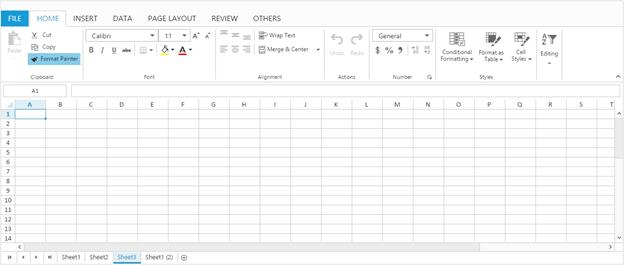 FILE HOME INSERT DATA PAGE LAYOUT REVIEW OTHERS
Paste
Cut
Copy
Format Painter
Clipboard
Calibri 11
B I U A
Font
Wrap Text
Merge & Center
Alignment
Undo Redo
Actions
Number
$ % ,
Number
Conditional Formatting
Format as Table
Cell Styles
Styles
Editing
A1
A B C D E F G H I J K L M N O P Q R S T
1
2
3
4
5
6
7
8
9
10
11
12
13
14
Sheet1 Sheet2 Sheet3 Sheet1 (2)